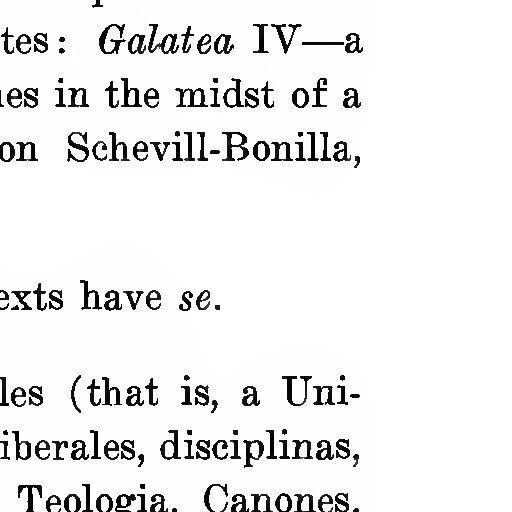 tes: Galatea IV—a
es in the midst of a
on Schevill-Bonilla,
exts have se.
les (that is, a Uni-
iberales, disciplinas,
Teologia, Canones,